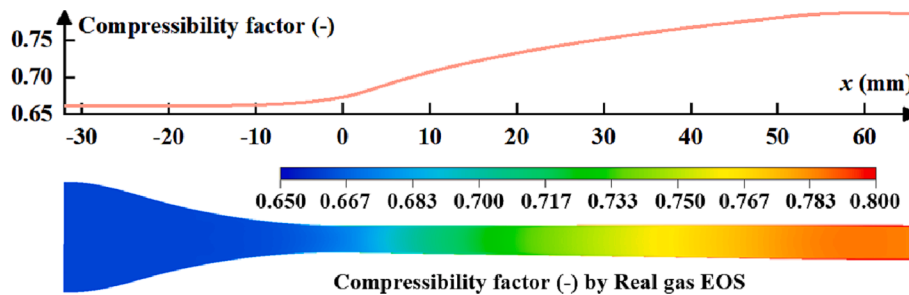 Compressibility factor (-)
0.75
0.70
0.65
x (mm)
-30 -20 -10 0 10 20 30 40 50 60
0.650 0.667 0.683 0.700 0.717 0.733 0.750 0.767 0.783 0.800
Compressibility factor (-) by Real gas EOS